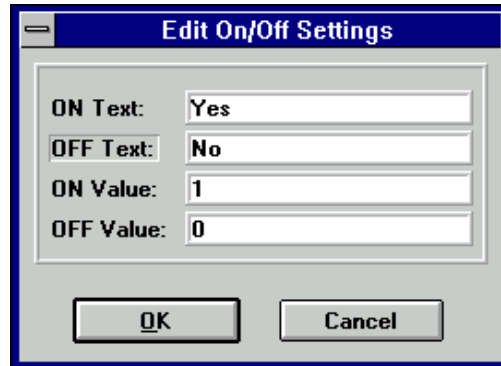 Edit On/Off Settings
ON Text: Yes
OFF Text: No
ON Value: 1
OFF Value: 0
OK Cancel